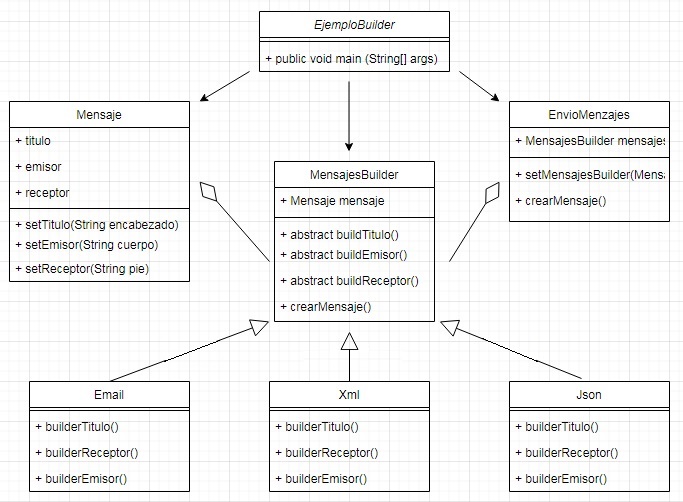 EjemploBuilder
+ public void main (String[] args)
Mensaje
+ titulo
+ emisor
+ receptor
+ setTitulo(String encabezado)
+ setEmisor(String cuerpo)
+ setReceptor(String pie)
MensajesBuilder
+ Mensaje mensaje
+ abstract buildTitulo()
+ abstract buildEmisor()
+ abstract buildReceptor()
+ crearMensaje()
EnvioMenzajes
+ MensajesBuilder mensajes
+ setMensajesBuilder(Mensa
+ crearMensaje()
Email
+ builderTitulo()
+ builderReceptor()
+ builderEmisor()
Xml
+ builderTitulo()
+ builderReceptor()
+ builderEmisor()
Json
+ builderTitulo()
+ builderReceptor()
+ builderEmisor()